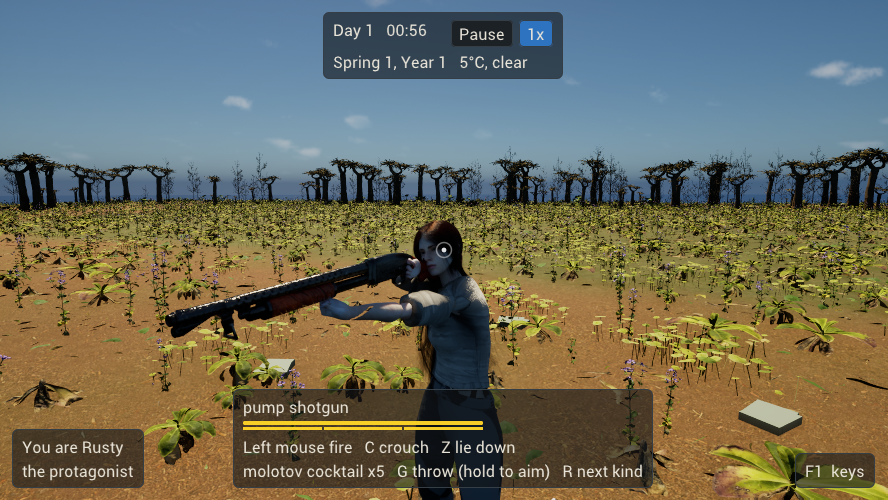 Day 1 00:56 Pause 1x
Spring 1, Year 1 5°C, clear
pump shotgun
Left mouse fire C crouch Z lie down
molotov cocktail x5 G throw (hold to aim) R next kind
You are Rusty
the protagonist
F1 keys